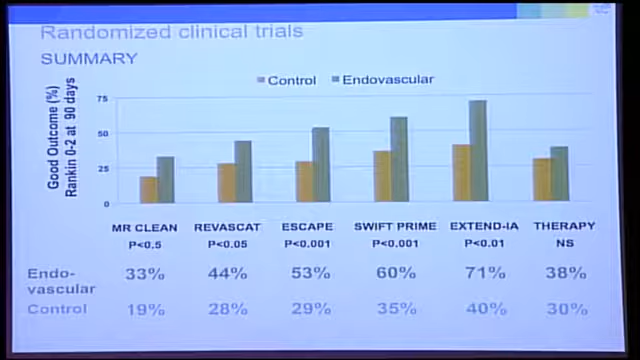 Randomized clinical trials
SUMMARY
Control Endovascular
Good Outcome (%)
Rankin 0-2 at 90 days
75
50
25
0
MR CLEAN REVASCAT ESCAPE SWIFT PRIME EXTEND-IA THERAPY
P<0.5 P<0.05 P<0.001 P<0.001 P<0.01 NS
Endo-
vascular 33% 44% 53% 60% 71% 38%
Control 19% 28% 29% 35% 40% 30%